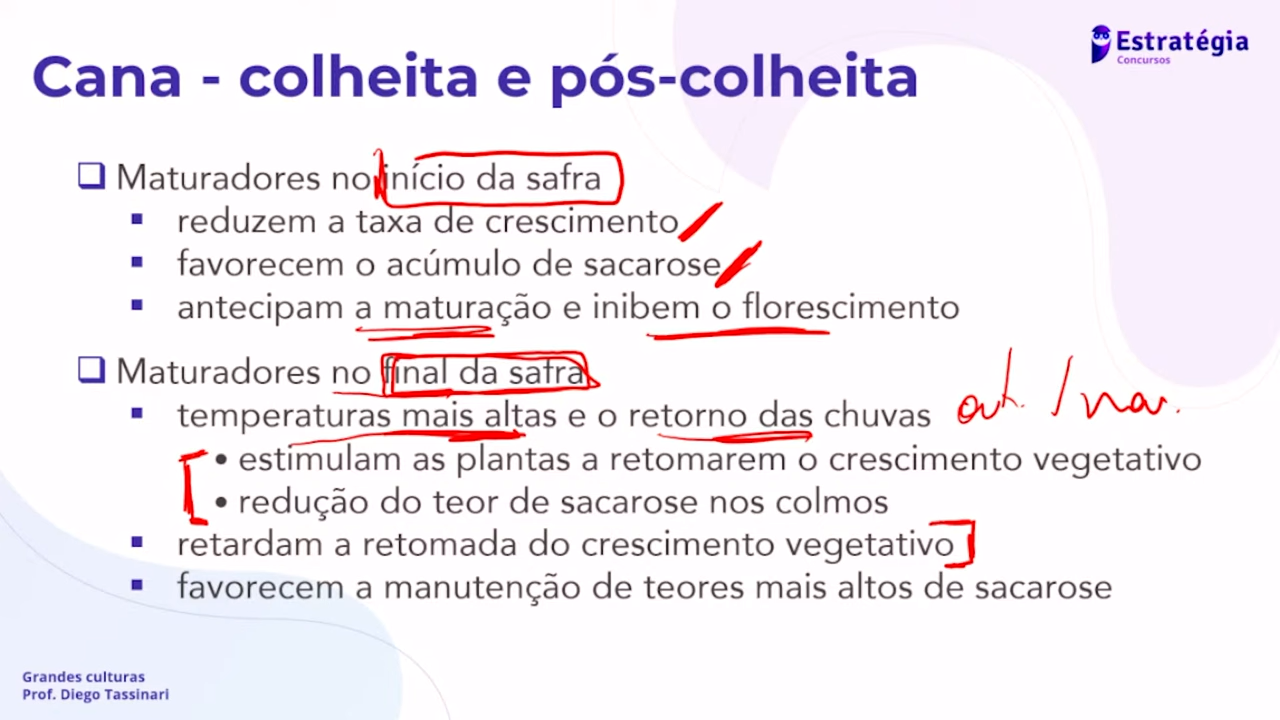 Estratégia
Concursos
Cana - colheita e pós-colheita
Maturadores no início da safra
reduzem a taxa de crescimento
favorecem o acúmulo de sacarose
antecipam a maturação e inibem o florescimento
Maturadores no final da safra
temperaturas mais altas e o retorno das chuvas out. / nov.
• estimulam as plantas a retomarem o crescimento vegetativo
• redução do teor de sacarose nos colmos
retardam a retomada do crescimento vegetativo
favorecem a manutenção de teores mais altos de sacarose
Grandes culturas
Prof. Diego Tassinari